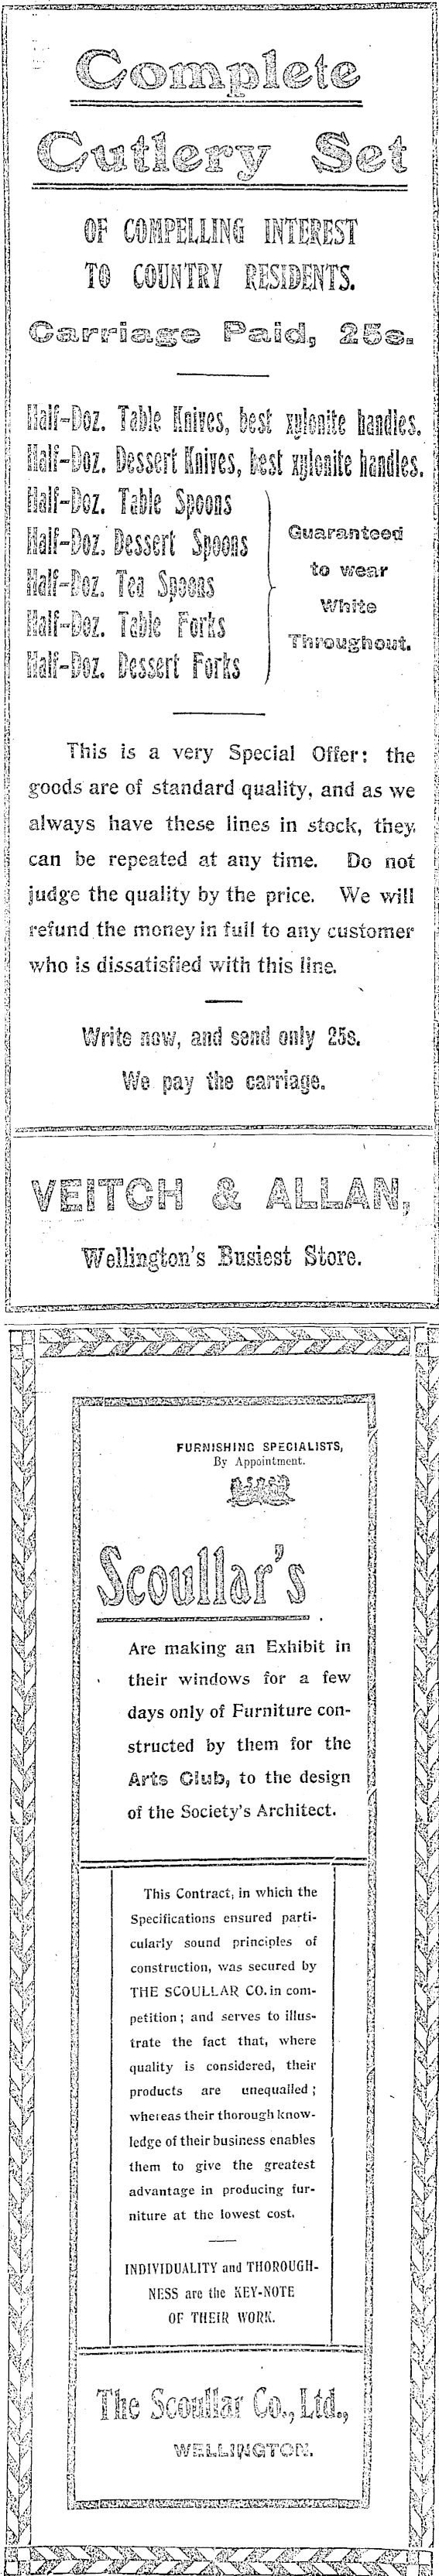 Complete
Cutlery Set
OF COMPELLING INTEREST
TO COUNTRY RESIDENTS.
Carriage Paid, 25s.
Half-Doz. Table Knives, best xylonite handles.
Half-Doz. Dessert Knives, best xylonite handles.
Half-Doz. Table Spoons
Half-Doz. Dessert Spoons
Half-Doz. Tea Spoons
Half-Doz. Table Forks
Half-Doz. Dessert Forks
Guaranteed
to wear
White
Throughout.
This is a very Special Offer: the
goods are of standard quality, and as we
always have these lines in stock, they
can be repeated at any time. Do not
judge the quality by the price. We will
refund the money in full to any customer
who is dissatisfied with this line.
Write now, and send only 25s.
We pay the carriage.
VEITCH & ALLAN,
Wellington's Busiest Store.
FURNISHING SPECIALISTS,
By Appointment.
Scoullar's
Are making an Exhibit in
their windows for a few
days only of Furniture con-
structed by them for the
Arts Club, to the design
of the Society's Architect.
This Contract, in which the
Specifications ensured parti-
cularly sound principles of
construction, was secured by
THE SCOULLAR CO. in com-
petition; and serves to illus-
trate the fact that, where
quality is considered, their
products are unequalled;
whereas their thorough know-
ledge of their business enables
them to give the greatest
advantage in producing fur-
niture at the lowest cost.
INDIVIDUALITY and THOROUGH-
NESS are the KEY-NOTE
OF THEIR WORK.
The Scoullar Co., Ltd.,
WELLINGTON.